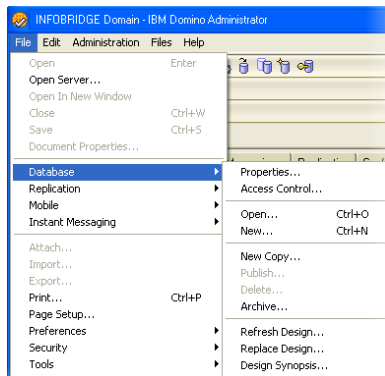 INFOBRIDGE Domain - IBM Domino Administrator
File Edit Administration Files Help
Open Enter
Open Server...
Open In New Window
Close Ctrl+W
Save Ctrl+S
Document Properties...
Database
Replication
Mobile
Instant Messaging
Attach...
Import...
Export...
Print... Ctrl+P
Page Setup...
Preferences
Security
Tools
Properties...
Access Control...
Open... Ctrl+O
New... Ctrl+N
New Copy...
Publish...
Delete...
Archive...
Refresh Design...
Replace Design...
Design Synopsis...